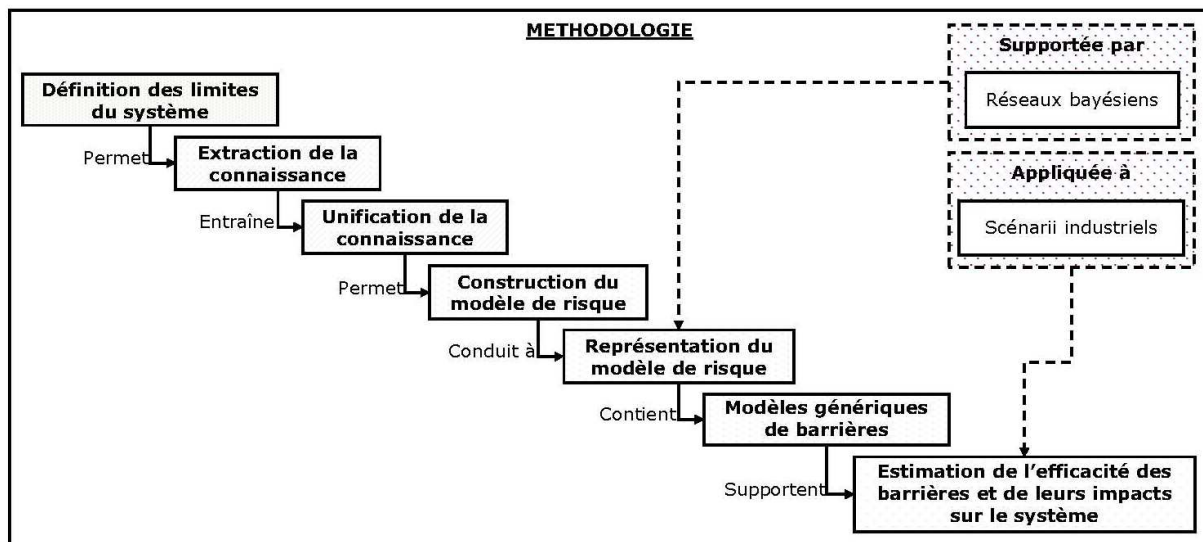 METHODOLOGIE
Supportée par
Réseaux bayésiens
Définition des limites
du système
Permet
Extraction de la
connaissance
Appliquée à
Scénarii industriels
Entraîne
Unification de la
connaissance
Permet
Construction du
modèle de risque
Conduit à
Représentation du
modèle de risque
Contient
Modèles génériques
de barrières
Supportent
Estimation de l'efficacité des
barrières et de leurs impacts
sur le système